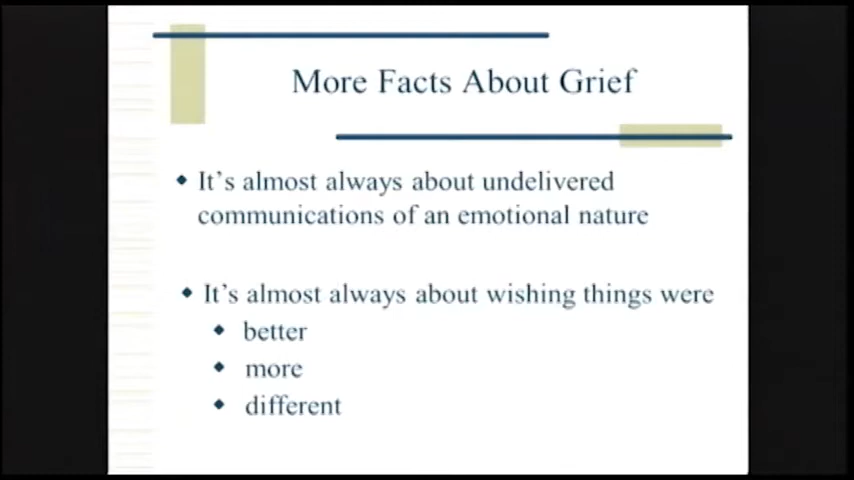 More Facts About Grief
It's almost always about undelivered
communications of an emotional nature
It's almost always about wishing things were
better
more
different